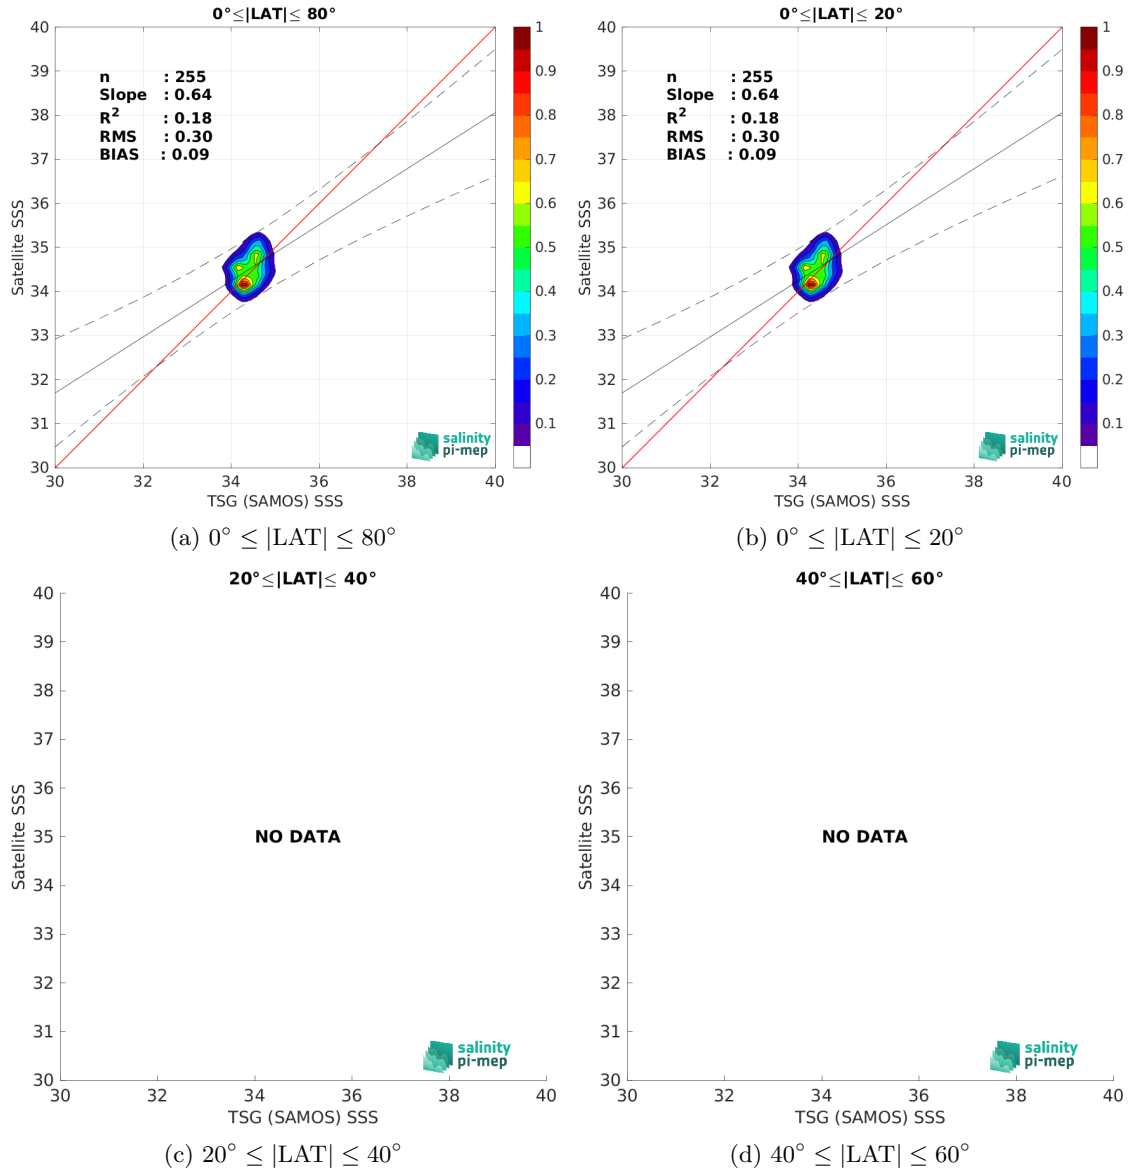 0°≤|LAT|≤ 80°
40
39
38
37
36
35
34
33
32
31
30
Satellite SSS
n : 255
Slope : 0.64
R² : 0.18
RMS : 0.30
BIAS : 0.09
salinity
pi-mep
30 32 34 36 38 40
TSG (SAMOS) SSS
1
0.9
0.8
0.7
0.6
0.5
0.4
0.3
0.2
0.1
(a) 0° ≤ |LAT| ≤ 80°
0°≤|LAT|≤ 20°
40
39
38
37
36
35
34
33
32
31
30
Satellite SSS
n : 255
Slope : 0.64
R² : 0.18
RMS : 0.30
BIAS : 0.09
salinity
pi-mep
30 32 34 36 38 40
TSG (SAMOS) SSS
1
0.9
0.8
0.7
0.6
0.5
0.4
0.3
0.2
0.1
(b) 0° ≤ |LAT| ≤ 20°
20°≤|LAT|≤ 40°
40
39
38
37
36
35
34
33
32
31
30
Satellite SSS
NO DATA
salinity
pi-mep
30 32 34 36 38 40
TSG (SAMOS) SSS
(c) 20° ≤ |LAT| ≤ 40°
40°≤|LAT|≤ 60°
40
39
38
37
36
35
34
33
32
31
30
Satellite SSS
NO DATA
salinity
pi-mep
30 32 34 36 38 40
TSG (SAMOS) SSS
(d) 40° ≤ |LAT| ≤ 60°